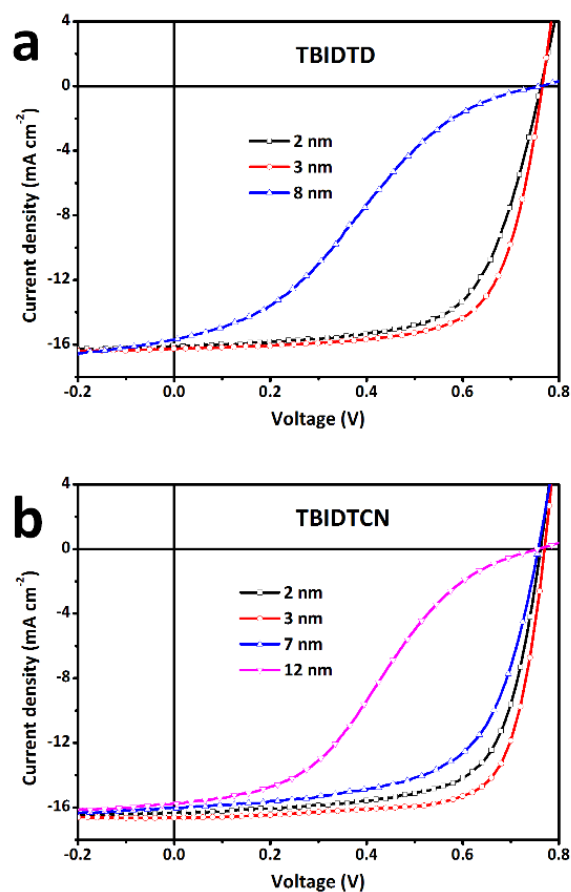 a
TBIDTD
2 nm
3 nm
8 nm
Current density (mA cm⁻²)
4
0
-4
-8
-12
-16
-0.2 0.0 0.2 0.4 0.6 0.8
Voltage (V)
b
TBIDTCN
2 nm
3 nm
7 nm
12 nm
Current density (mA cm⁻²)
4
0
-4
-8
-12
-16
-0.2 0.0 0.2 0.4 0.6 0.8
Voltage (V)